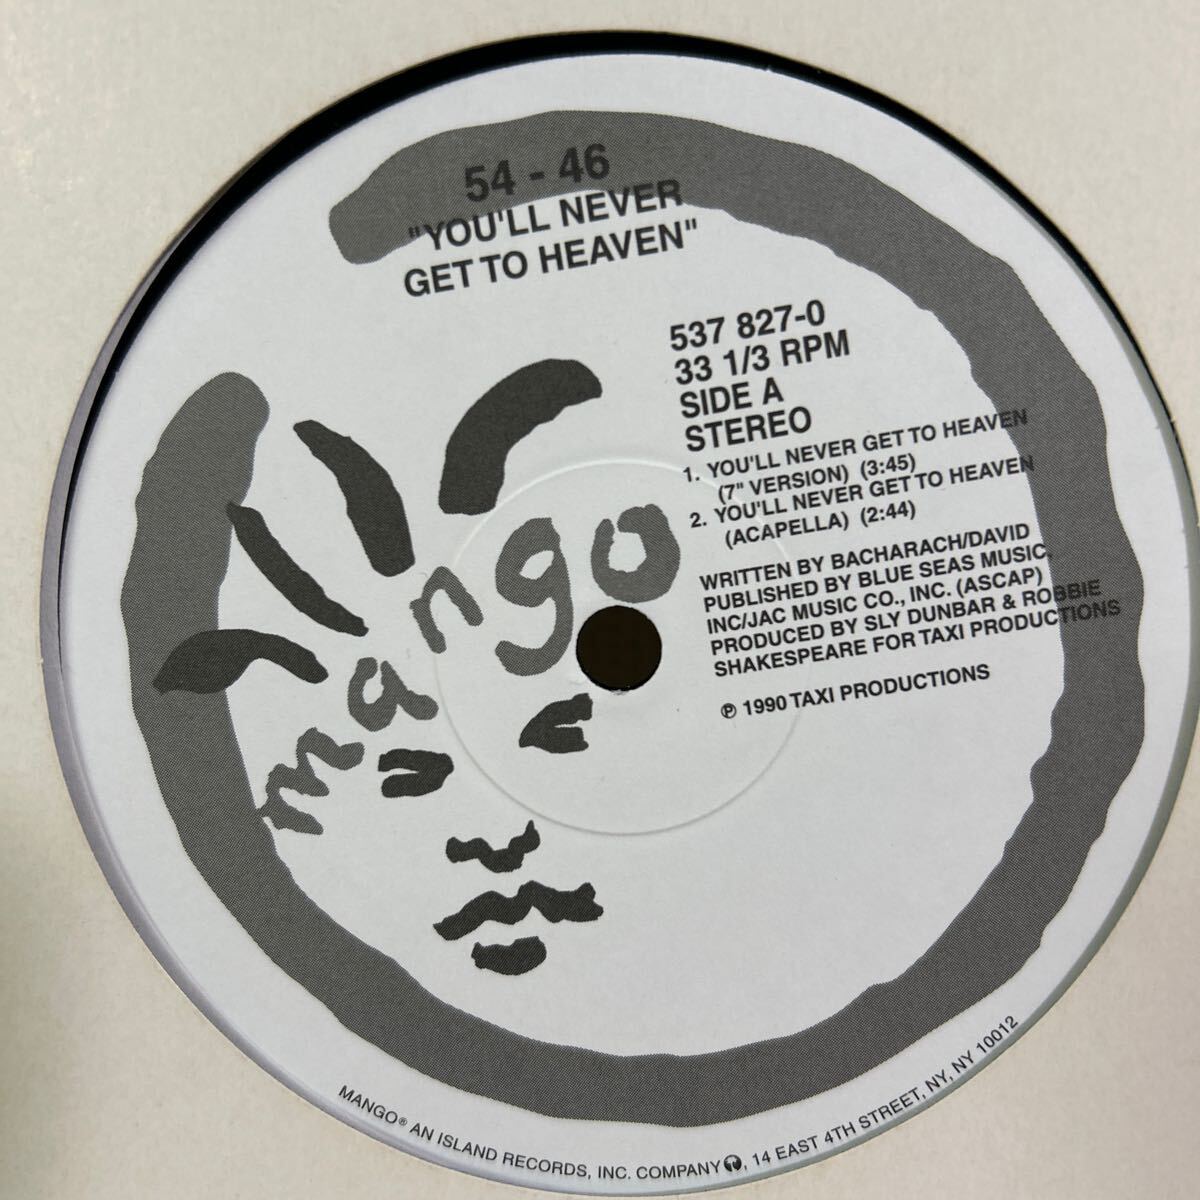 54 - 46
"YOU'LL NEVER
GET TO HEAVEN"
537 827-0
33 1/3 RPM
SIDE A
STEREO
1. YOU'LL NEVER GET TO HEAVEN
(7" VERSION) (3:45)
2. YOU'LL NEVER GET TO HEAVEN
(ACAPELLA) (2:44)
WRITTEN BY BACHARACH/DAVID
PUBLISHED BY BLUE SEAS MUSIC,
INC/JAC MUSIC CO., INC. (ASCAP)
PRODUCED BY SLY DUNBAR & ROBBIE
SHAKESPEARE FOR TAXI PRODUCTIONS
℗ 1990 TAXI PRODUCTIONS
mango
MANGO® AN ISLAND RECORDS, INC. COMPANY, 14 EAST 4TH STREET, NY, NY 10012